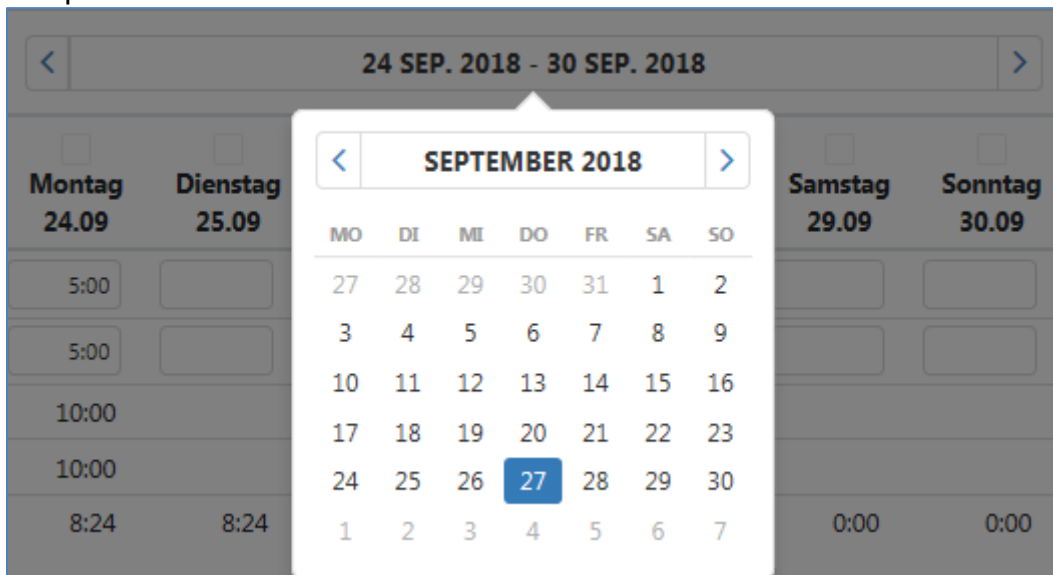 24 SEP. 2018 - 30 SEP. 2018
SEPTEMBER 2018
Montag Dienstag Samstag Sonntag
24.09 25.09 29.09 30.09
MO DI MI DO FR SA SO
5:00 27 28 29 30 31 1 2
5:00 3 4 5 6 7 8 9
10 11 12 13 14 15 16
10:00
17 18 19 20 21 22 23
10:00 24 25 26 27 28 29 30
8:24 8:24 1 2 3 4 5 6 7 0:00 0:00